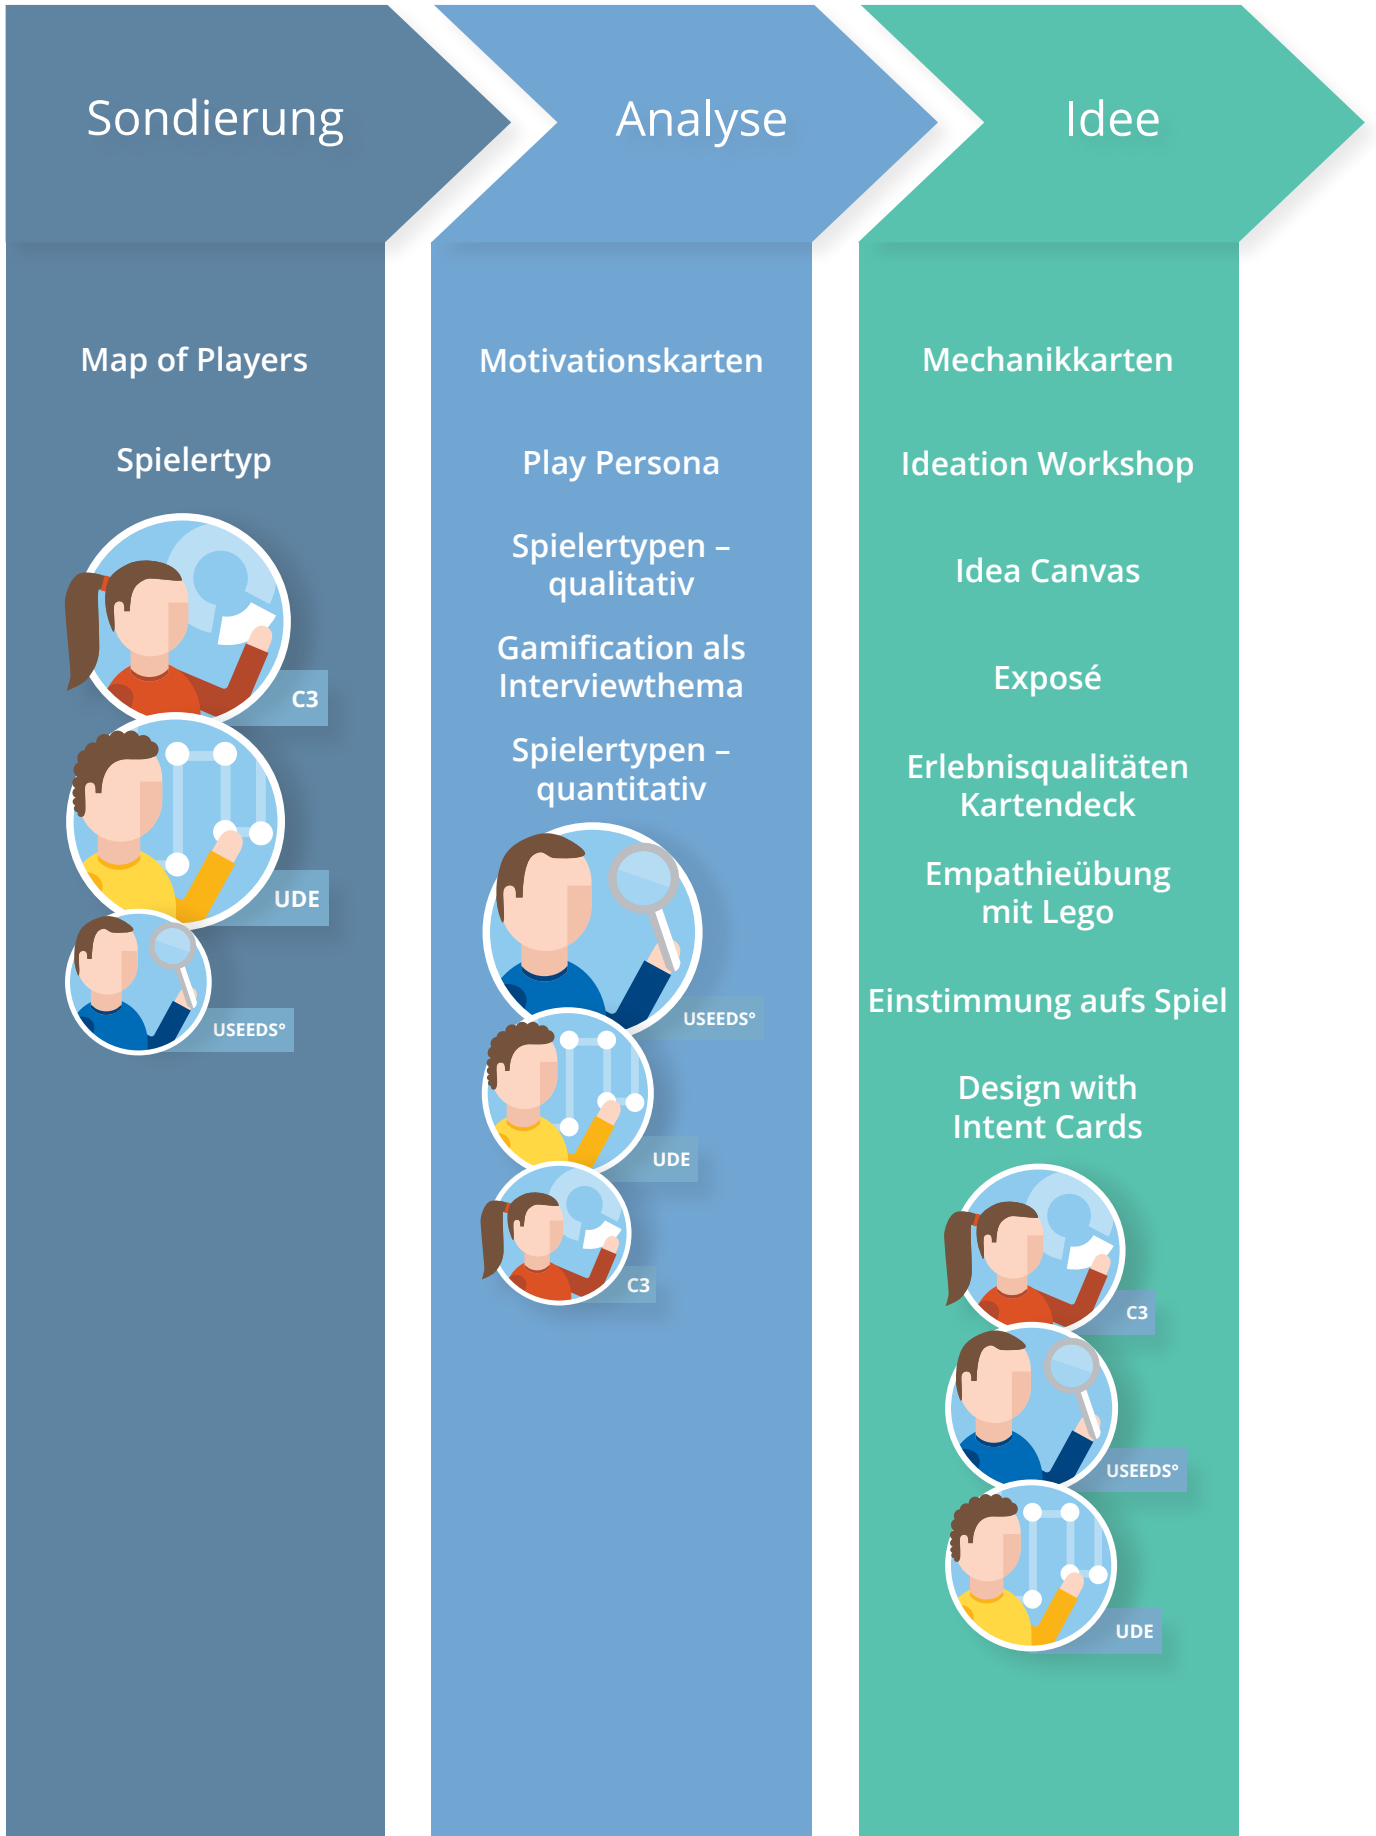 Sondierung
Map of Players
Spielertyp
C3
UDE
USEEDS°
Analyse
Motivationskarten
Play Persona
Spielertypen –
qualitativ
Gamification als
Interviewthema
Spielertypen –
quantitativ
USEEDS°
UDE
C3
Idee
Mechanikkarten
Ideation Workshop
Idea Canvas
Exposé
Erlebnisqualitäten
Kartendeck
Empathieübung
mit Lego
Einstimmung aufs Spiel
Design with
Intent Cards
C3
USEEDS°
UDE